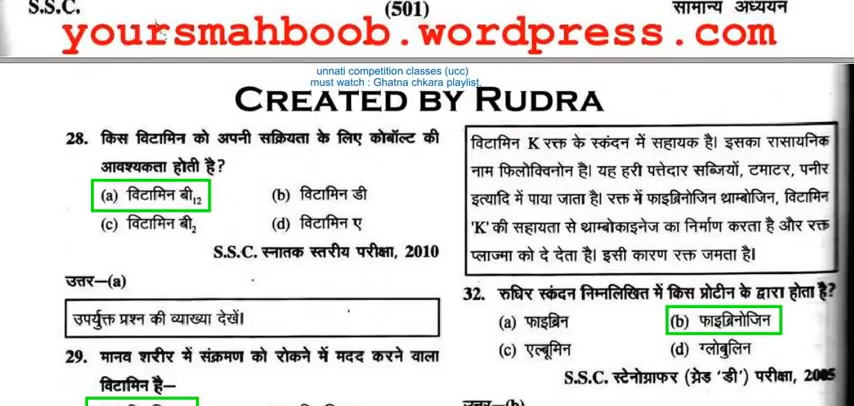 S.S.C.
(501)
सामान्य अध्ययन
yoursmahboob.wordpress.com
unnati competition classes (ucc)
must watch : Ghatna chkara playlist.
CREATED BY RUDRA
28. किस विटामिन को अपनी सक्रियता के लिए कोबॉल्ट की
आवश्यकता होती है?
(a) विटामिन बी₁₂
(b) विटामिन डी
(c) विटामिन बी₂
(d) विटामिन ए
S.S.C. स्नातक स्तरीय परीक्षा, 2010
उत्तर—(a)
उपर्युक्त प्रश्न की व्याख्या देखें।
29. मानव शरीर में संक्रमण को रोकने में मदद करने वाला
विटामिन है—
विटामिन K रक्त के स्कंदन में सहायक है। इसका रासायनिक
नाम फिलोक्विनोन है। यह हरी पत्तेदार सब्जियों, टमाटर, पनीर
इत्यादि में पाया जाता है। रक्त में फाइब्रिनोजिन थाम्बोजिन, विटामिन
'K' की सहायता से थाम्बोकाइनेज का निर्माण करता है और रक्त
प्लाज्मा को दे देता है। इसी कारण रक्त जमता है।
32. रुधिर स्कंदन निम्नलिखित में किस प्रोटीन के द्वारा होता है?
(a) फाइब्रिन
(b) फाइब्रिनोजिन
(c) एल्बूमिन
(d) ग्लोबुलिन
S.S.C. स्टेनोग्राफर (ग्रेड 'डी') परीक्षा, 2005
उत्तर—(b)